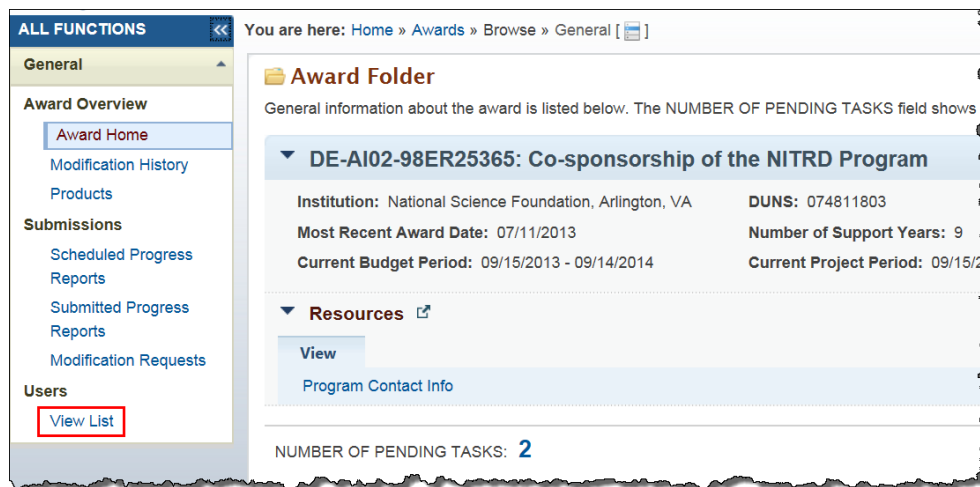 ALL FUNCTIONS
General
Award Overview
Award Home
Modification History
Products
Submissions
Scheduled Progress
Reports
Submitted Progress
Reports
Modification Requests
Users
View List
You are here: Home » Awards » Browse » General [ ]
Award Folder
General information about the award is listed below. The NUMBER OF PENDING TASKS field shows
DE-AI02-98ER25365: Co-sponsorship of the NITRD Program
Institution: National Science Foundation, Arlington, VA DUNS: 074811803
Most Recent Award Date: 07/11/2013 Number of Support Years: 9
Current Budget Period: 09/15/2013 - 09/14/2014 Current Project Period: 09/15/2
Resources
View
Program Contact Info
NUMBER OF PENDING TASKS: 2